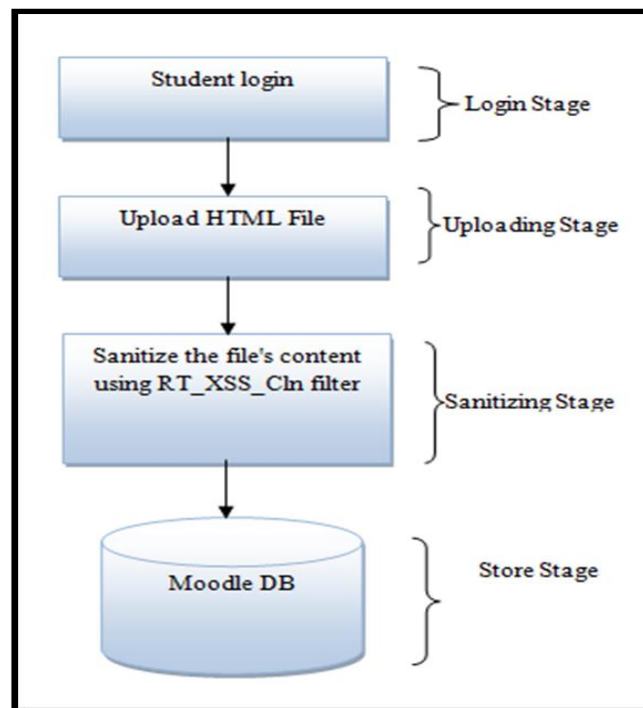 Student login
Login Stage
Upload HTML File
Uploading Stage
Sanitize the file's content
using RT_XSS_Cln filter
Sanitizing Stage
Moodle DB
Store Stage